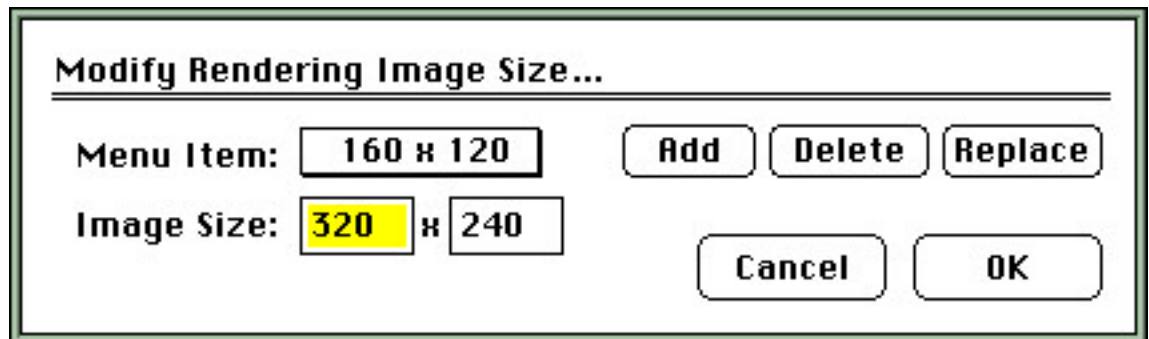 Modify Rendering Image Size...
Menu Item: 160 x 120 Add Delete Replace
Image Size: 320 x 240
Cancel OK